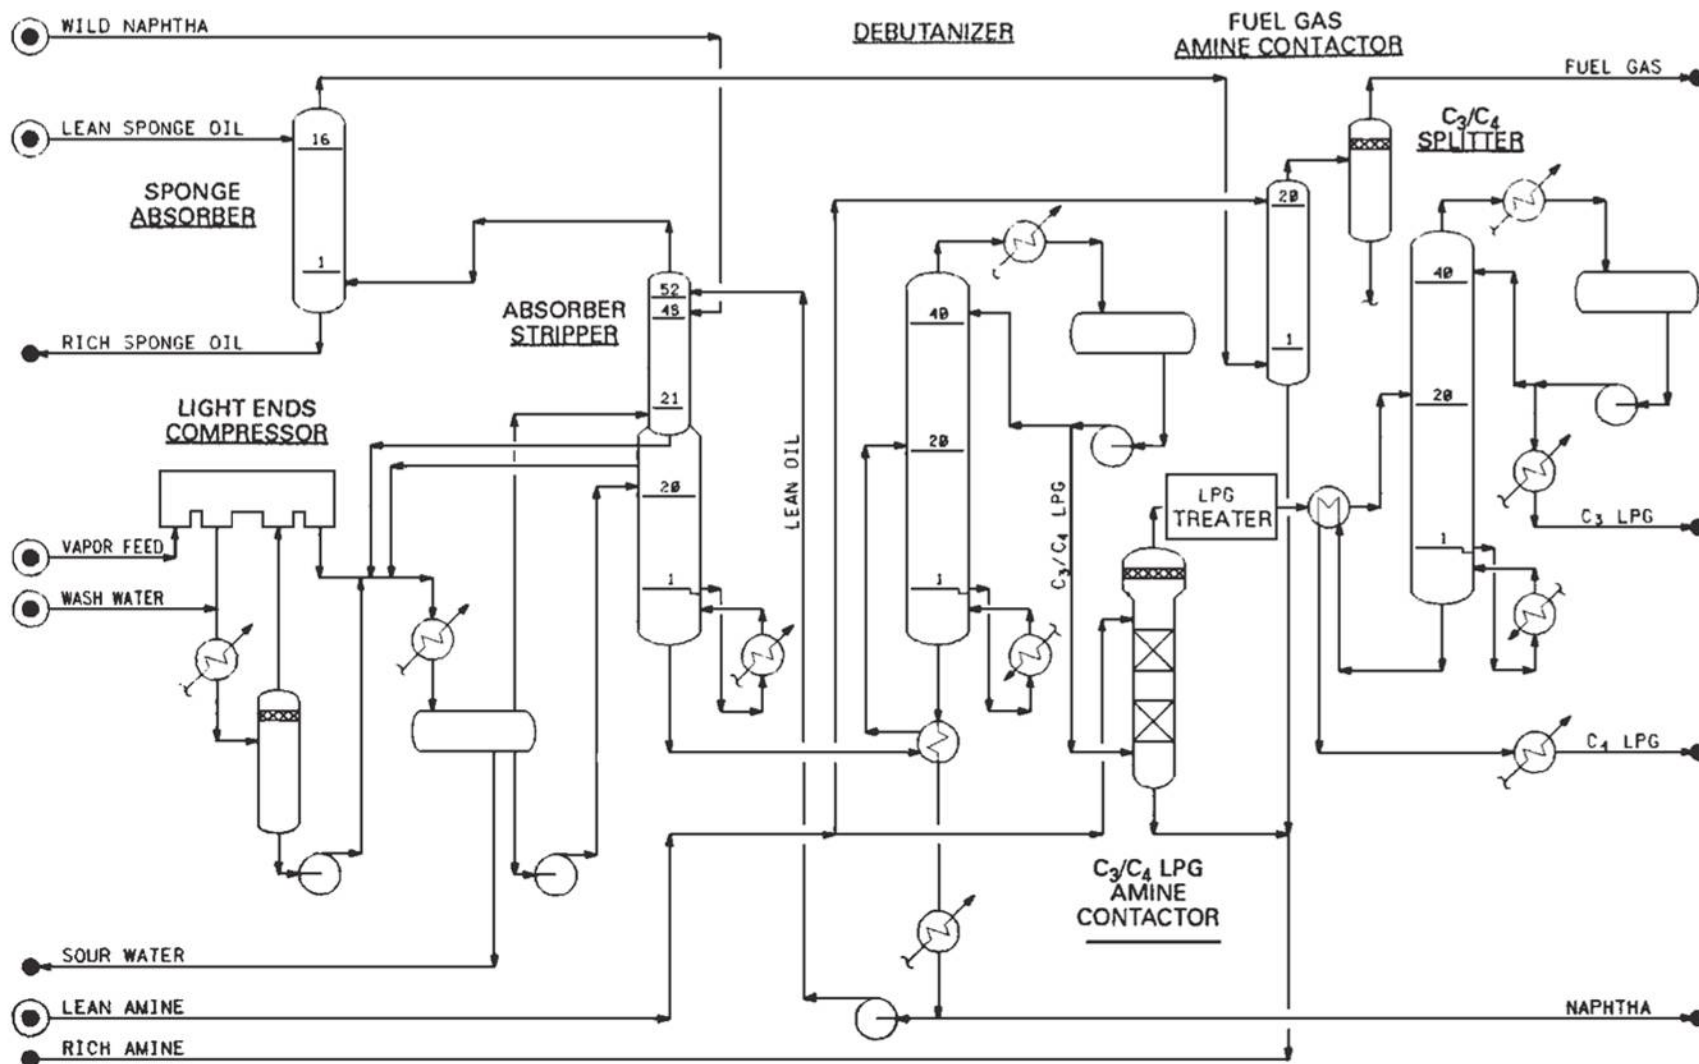 WILD NAPHTHA
DEBUTANIZER
FUEL GAS
AMINE CONTACTOR
FUEL GAS
LEAN SPONGE OIL
16
C₃/C₄
SPLITTER
SPONGE
ABSORBER
20
1
52
48
40
ABSORBER
STRIPPER
40
1
RICH SPONGE OIL
LIGHT ENDS
COMPRESSOR
21
20
20
20
LEAN OIL
C₃/C₄ LPG
LPG
TREATER
C₃ LPG
VAPOR FEED
1
WASH WATER
1
1
C₄ LPG
C₃/C₄ LPG
AMINE
CONTACTOR
SOUR WATER
LEAN AMINE
NAPHTHA
RICH AMINE